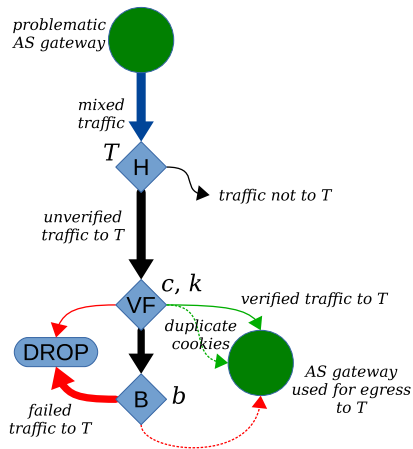 problematic
AS gateway
mixed
traffic
T
H
traffic not to T
unverified
traffic to T
c, k
VF
verified traffic to T
duplicate
cookies
DROP
AS gateway
used for egress
to T
B
b
failed
traffic to T